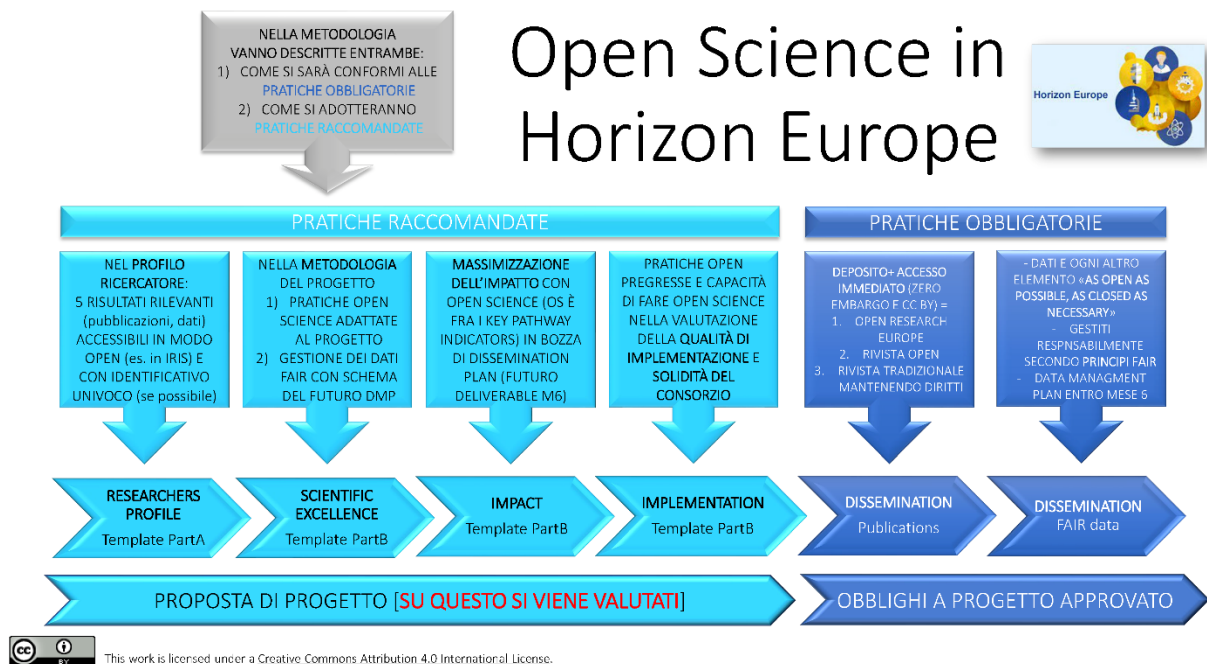 NELLA METODOLOGIA
VANNO DESCRITTE ENTRAMBE:
1) COME SI SARÀ CONFORMI ALLE
PRATICHE OBBLIGATORIE
2) COME SI ADOTTERANNO
PRATICHE RACCOMANDATE
Open Science in
Horizon Europe
Horizon Europe
PRATICHE RACCOMANDATE
PRATICHE OBBLIGATORIE
NEL PROFILO
RICERCATORE:
5 RISULTATI RILEVANTI
(pubblicazioni, dati)
ACCESSIBILI IN MODO
OPEN (es. in IRIS) E
CON IDENTIFICATIVO
UNIVOCO (se possibile)
NELLA METODOLOGIA
DEL PROGETTO
1) PRATICHE OPEN
SCIENCE ADATTATE
AL PROGETTO
2) GESTIONE DEI DATI
FAIR CON SCHEMA
DEL FUTURO DMP
MASSIMIZZAZIONE
DELL'IMPATTO CON
OPEN SCIENCE (OS È
FRA I KEY PATHWAY
INDICATORS) IN BOZZA
DI DISSEMINATION
PLAN (FUTURO
DELIVERABLE M6)
PRATICHE OPEN
PREGRESSE E CAPACITÀ
DI FARE OPEN SCIENCE
NELLA VALUTAZIONE
DELLA QUALITÀ DI
IMPLEMENTAZIONE E
SOLIDITÀ DEL
CONSORZIO
DEPOSITO+ ACCESSO
IMMEDIATO (ZERO
EMBARGO E CC BY) =
1. OPEN RESEARCH
EUROPE
2. RIVISTA OPEN
3. RIVISTA TRADIZIONALE
MANTENENDO DIRITTI
- DATI E OGNI ALTRO
ELEMENTO «AS OPEN AS
POSSIBLE, AS CLOSED AS
NECESSARY»
- GESTITI
RESPNSABILMENTE
SECONDO PRINCIPI FAIR
- DATA MANAGMENT
PLAN ENTRO MESE 6
RESEARCHERS
PROFILE
Template PartA
SCIENTIFIC
EXCELLENCE
Template PartB
IMPACT
Template PartB
IMPLEMENTATION
Template PartB
DISSEMINATION
Publications
DISSEMINATION
FAIR data
PROPOSTA DI PROGETTO [SU QUESTO SI VIENE VALUTATI]
OBBLIGHI A PROGETTO APPROVATO
cc
BY
This work is licensed under a Creative Commons Attribution 4.0 International License.